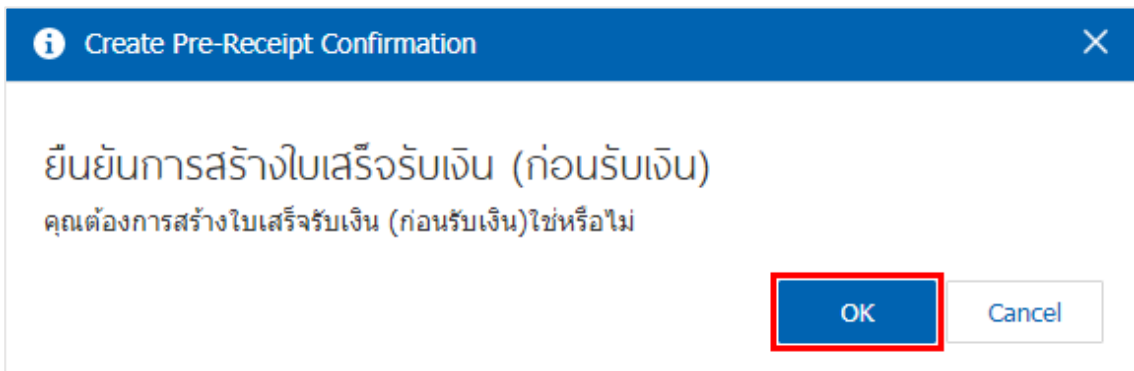 Create Pre-Receipt Confirmation
ยืนยันการสร้างใบเสร็จรับเงิน (ก่อนรับเงิน)
คุณต้องการสร้างใบเสร็จรับเงิน (ก่อนรับเงิน)ใช่หรือไม่
OK Cancel